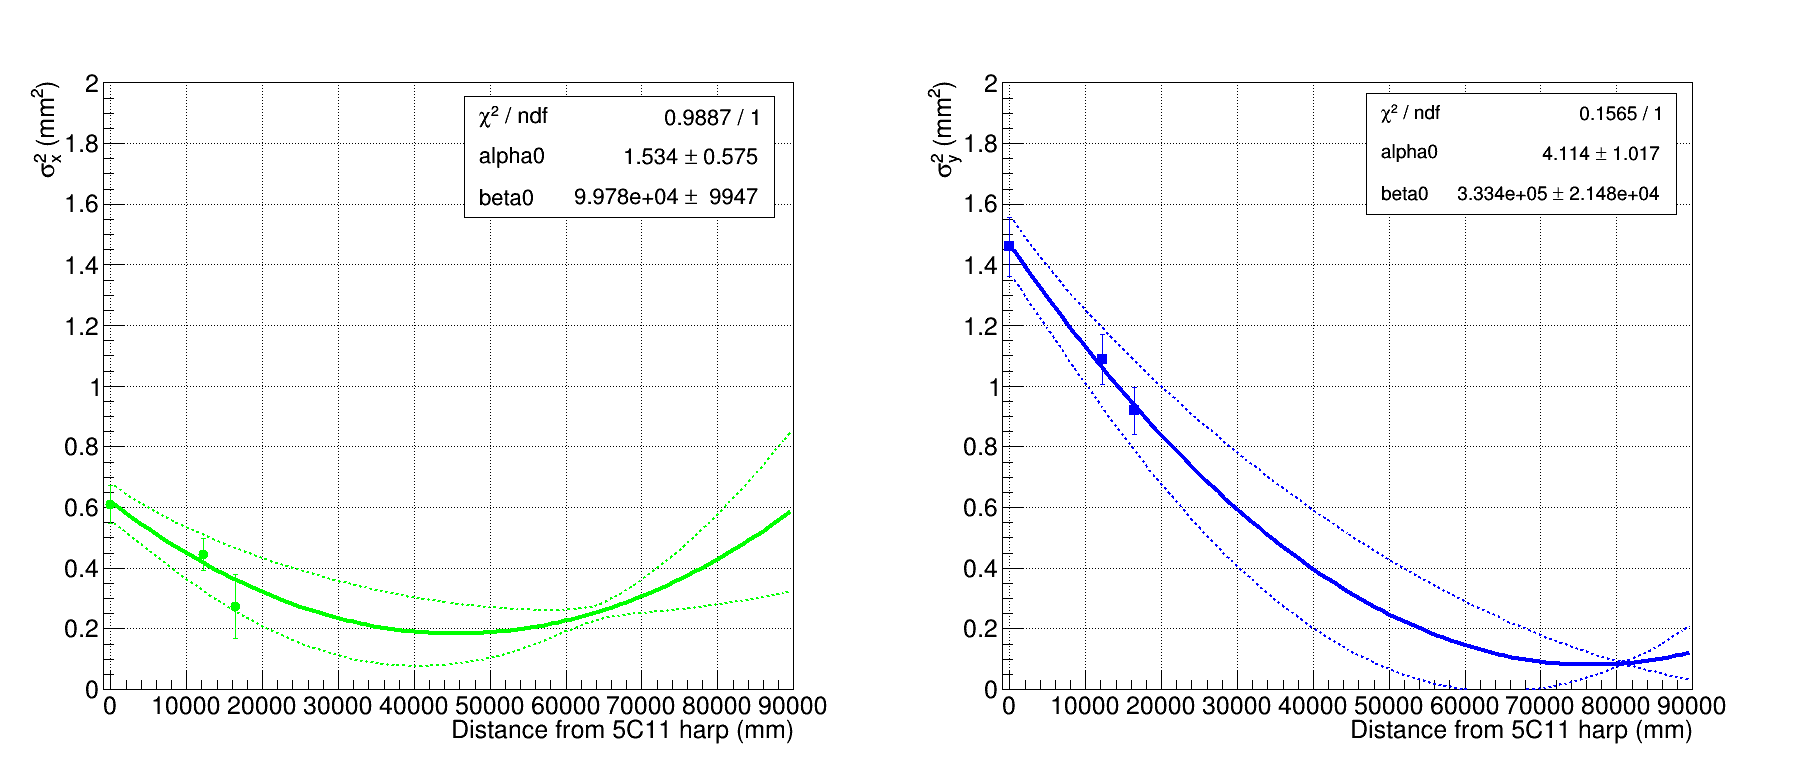 2
1.8
1.6
1.4
1.2
1
0.8
0.6
0.4
0.2
0
σ²ₓ (mm²)
χ² / ndf 0.9887 / 1
alpha0 1.534 ± 0.575
beta0 9.978e+04 ± 9947
0 10000 20000 30000 40000 50000 60000 70000 80000 90000
Distance from 5C11 harp (mm)
2
1.8
1.6
1.4
1.2
1
0.8
0.6
0.4
0.2
0
σ²y (mm²)
χ² / ndf 0.1565 / 1
alpha0 4.114 ± 1.017
beta0 3.334e+05 ± 2.148e+04
0 10000 20000 30000 40000 50000 60000 70000 80000 90000
Distance from 5C11 harp (mm)